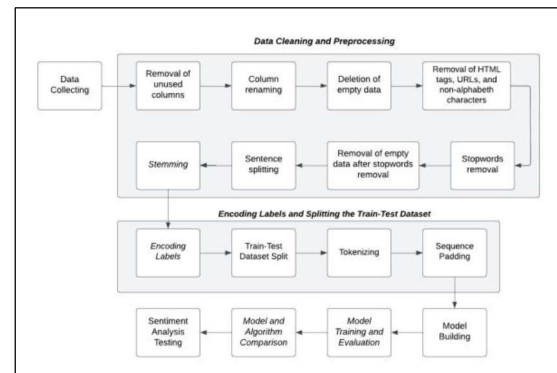 Data Cleaning and Preprocessing
Data
Collecting
Removal of
unused
columns
Column
renaming
Deletion of
empty data
Removal of HTML
tags, URLs, and
non-alphabeth
characters
Stopwords
removal
Removal of empty
data after stopwords
removal
Sentence
splitting
Stemming
Encoding Labels and Splitting the Train-Test Dataset
Encoding
Labels
Train-Test
Dataset Split
Tokenizing
Sequence
Padding
Model
Building
Model
Training and
Evaluation
Model and
Algorithm
Comparison
Sentiment
Analysis
Testing